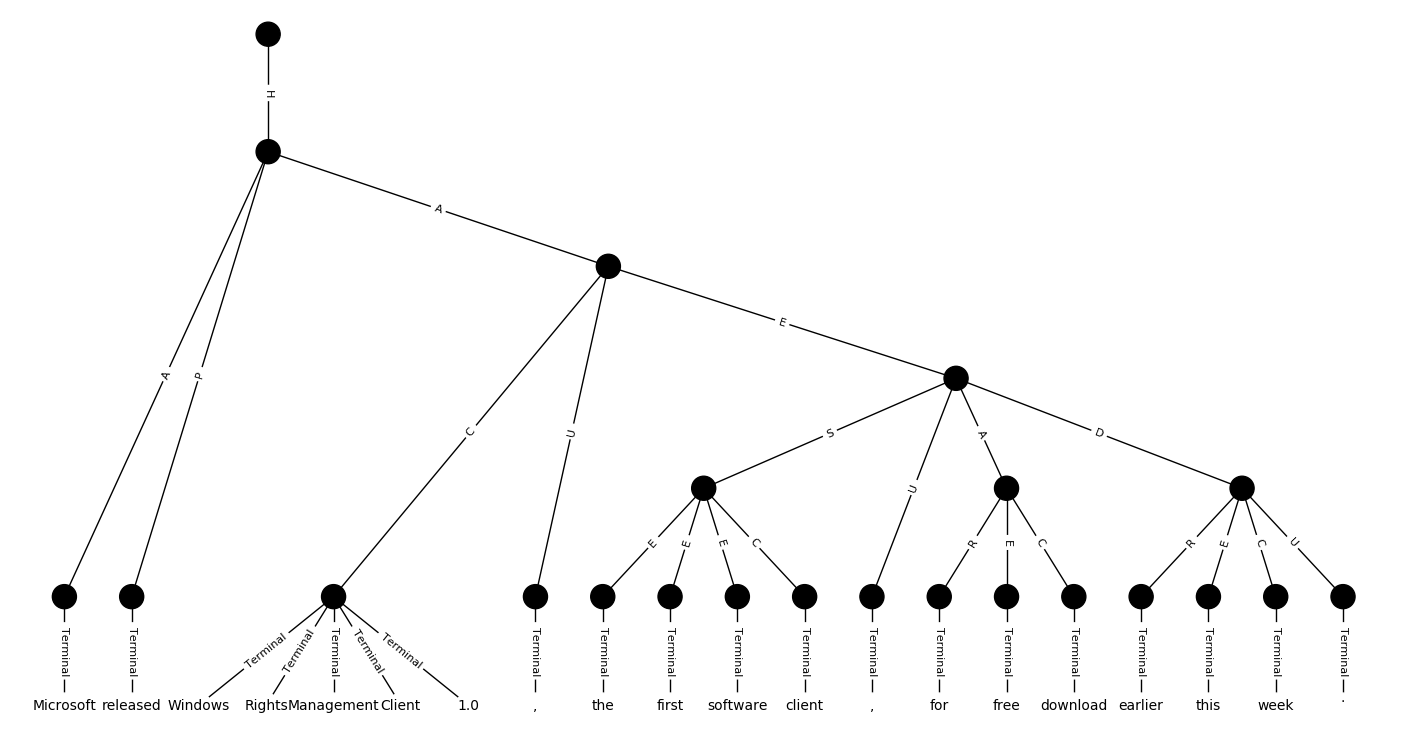 H
A
E
A P C U S U A D
E E E C R E C R E C U
Terminal Terminal Terminal Terminal Terminal Terminal Terminal Terminal Terminal Terminal Terminal Terminal Terminal Terminal Terminal Terminal Terminal Terminal Terminal Terminal
Microsoft released Windows Rights Management Client 1.0 , the first software client , for free download earlier this week .